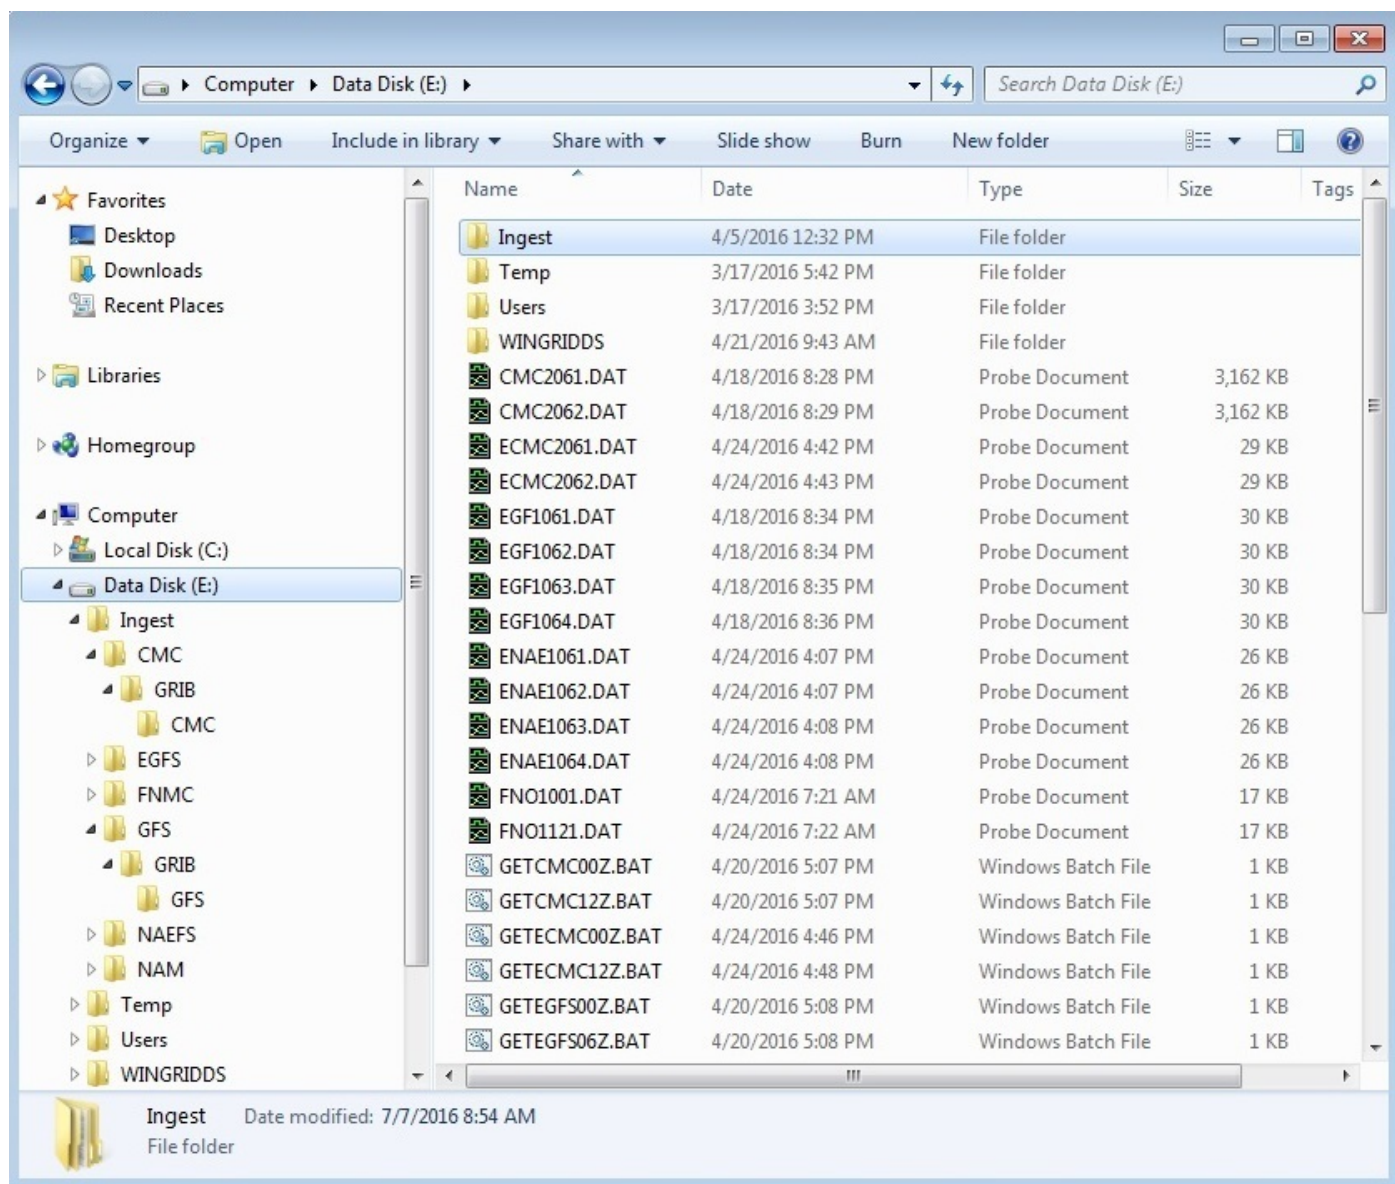 Computer Data Disk (E:)
Search Data Disk (E:)
Organize Open Include in library Share with Slide show Burn New folder
Favorites
Desktop
Downloads
Recent Places
Libraries
Homegroup
Computer
Local Disk (C:)
Data Disk (E:)
Ingest
CMC
GRIB
CMC
EGFS
FNMC
GFS
GRIB
GFS
NAEFS
NAM
Temp
Users
WINGRIDDS
Name Date Type Size Tags
Ingest 4/5/2016 12:32 PM File folder
Temp 3/17/2016 5:42 PM File folder
Users 3/17/2016 3:52 PM File folder
WINGRIDDS 4/21/2016 9:43 AM File folder
CMC2061.DAT 4/18/2016 8:28 PM Probe Document 3,162 KB
CMC2062.DAT 4/18/2016 8:29 PM Probe Document 3,162 KB
ECMC2061.DAT 4/24/2016 4:42 PM Probe Document 29 KB
ECMC2062.DAT 4/24/2016 4:43 PM Probe Document 29 KB
EGF1061.DAT 4/18/2016 8:34 PM Probe Document 30 KB
EGF1062.DAT 4/18/2016 8:34 PM Probe Document 30 KB
EGF1063.DAT 4/18/2016 8:35 PM Probe Document 30 KB
EGF1064.DAT 4/18/2016 8:36 PM Probe Document 30 KB
ENAE1061.DAT 4/24/2016 4:07 PM Probe Document 26 KB
ENAE1062.DAT 4/24/2016 4:07 PM Probe Document 26 KB
ENAE1063.DAT 4/24/2016 4:08 PM Probe Document 26 KB
ENAE1064.DAT 4/24/2016 4:08 PM Probe Document 26 KB
FNO1001.DAT 4/24/2016 7:21 AM Probe Document 17 KB
FNO1121.DAT 4/24/2016 7:22 AM Probe Document 17 KB
GETCMC00Z.BAT 4/20/2016 5:07 PM Windows Batch File 1 KB
GETCMC12Z.BAT 4/20/2016 5:07 PM Windows Batch File 1 KB
GETECMC00Z.BAT 4/24/2016 4:46 PM Windows Batch File 1 KB
GETECMC12Z.BAT 4/24/2016 4:48 PM Windows Batch File 1 KB
GETEGFS00Z.BAT 4/20/2016 5:08 PM Windows Batch File 1 KB
GETEGFS06Z.BAT 4/20/2016 5:08 PM Windows Batch File 1 KB
Ingest Date modified: 7/7/2016 8:54 AM
File folder